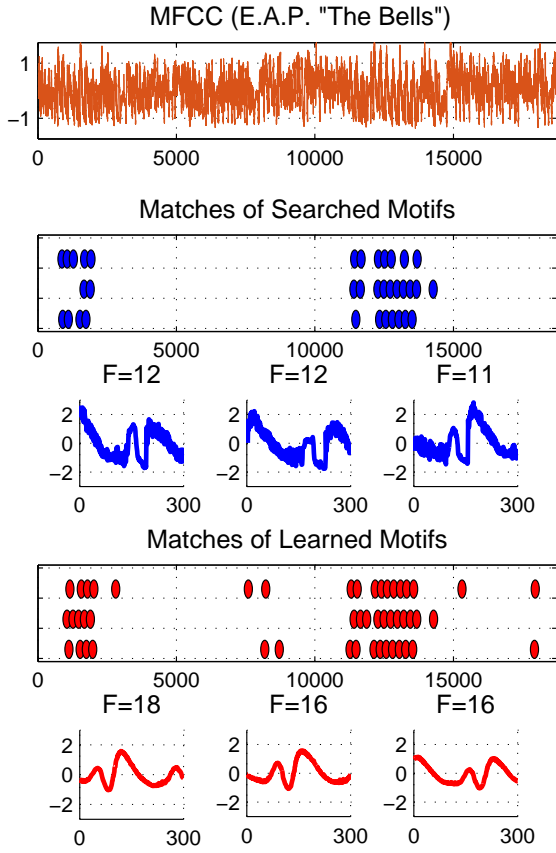 MFCC (E.A.P. "The Bells")
1
−1
0 5000 10000 15000
Matches of Searched Motifs
0 5000 10000 15000
F=12 F=12 F=11
2 2 2
0 0 0
−2 −2 −2
0 300 0 300 0 300
Matches of Learned Motifs
0 5000 10000 15000
F=18 F=16 F=16
2 2 2
0 0 0
−2 −2 −2
0 300 0 300 0 300